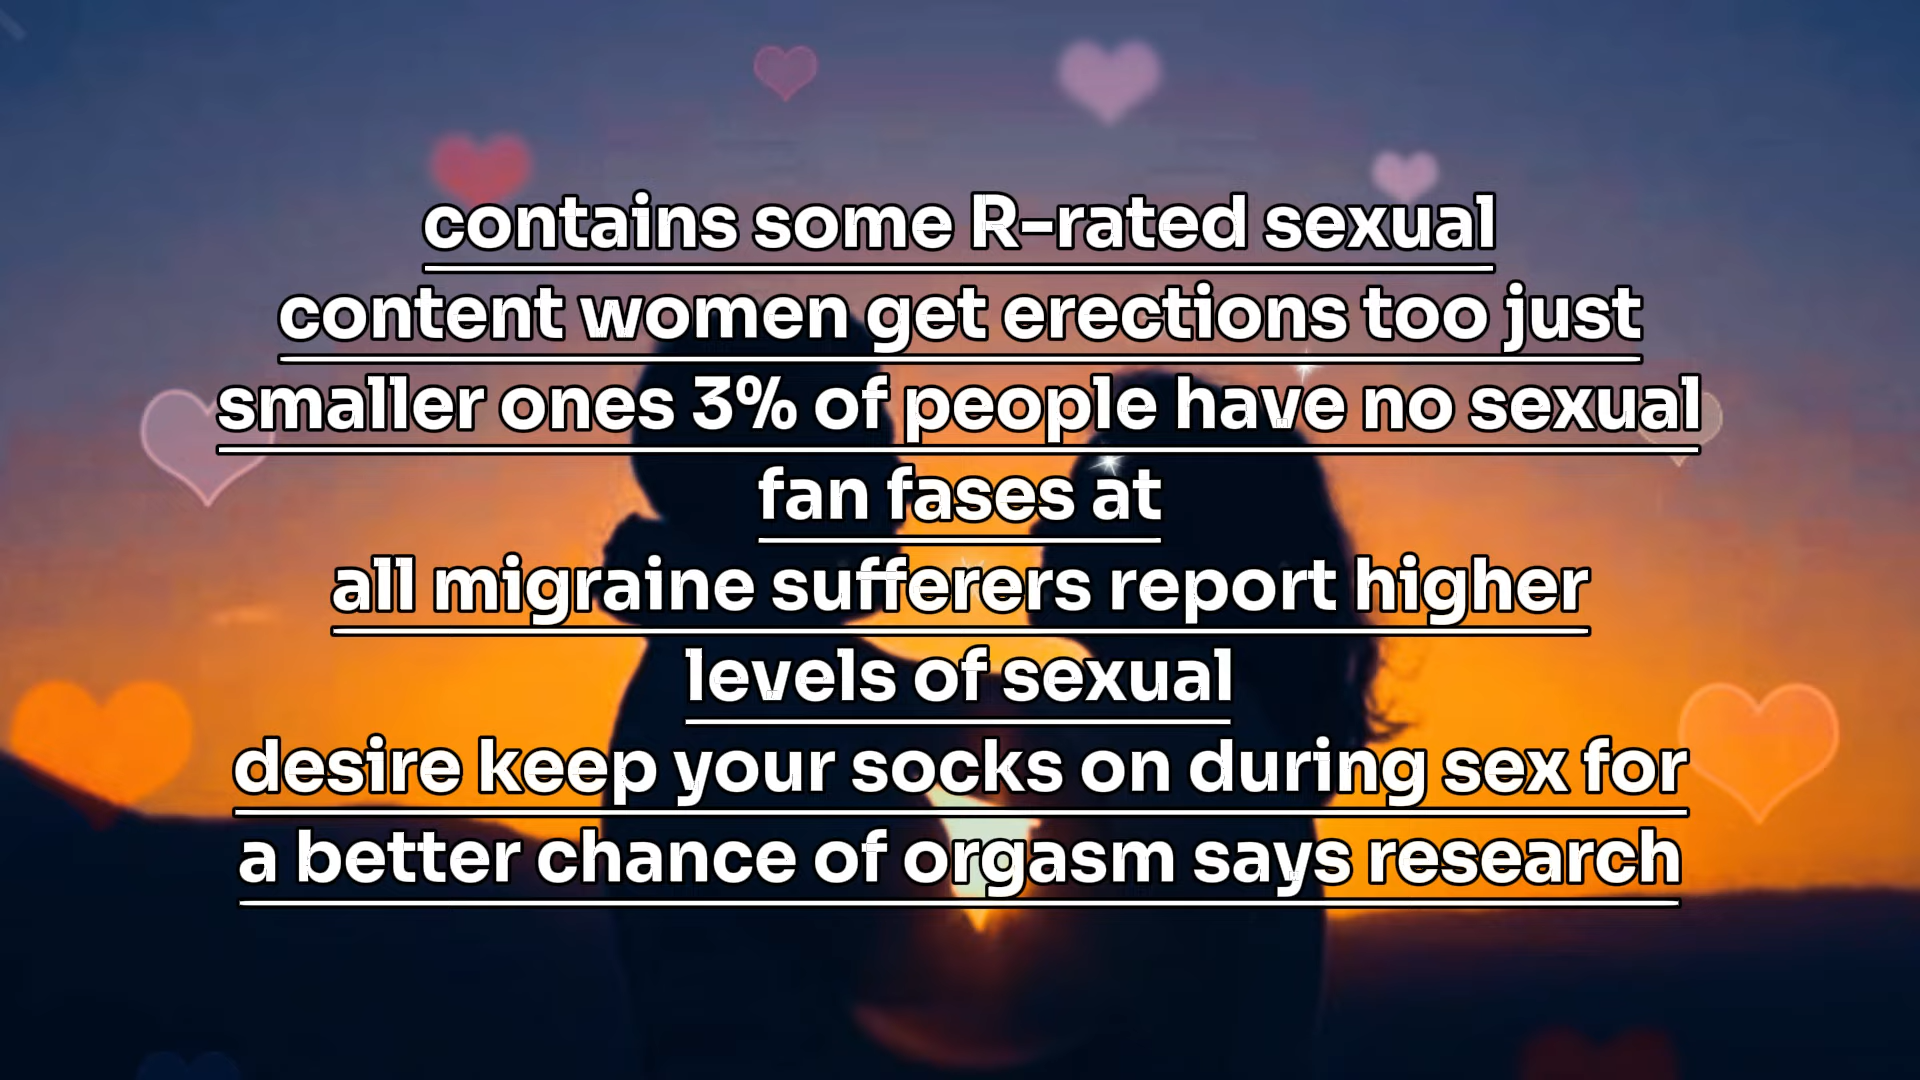 contains some R-rated sexual
content women get erections too just
smaller ones 3% of people have no sexual
fan fases at
all migraine sufferers report higher
levels of sexual
desire keep your socks on during sex for
a better chance of orgasm says research